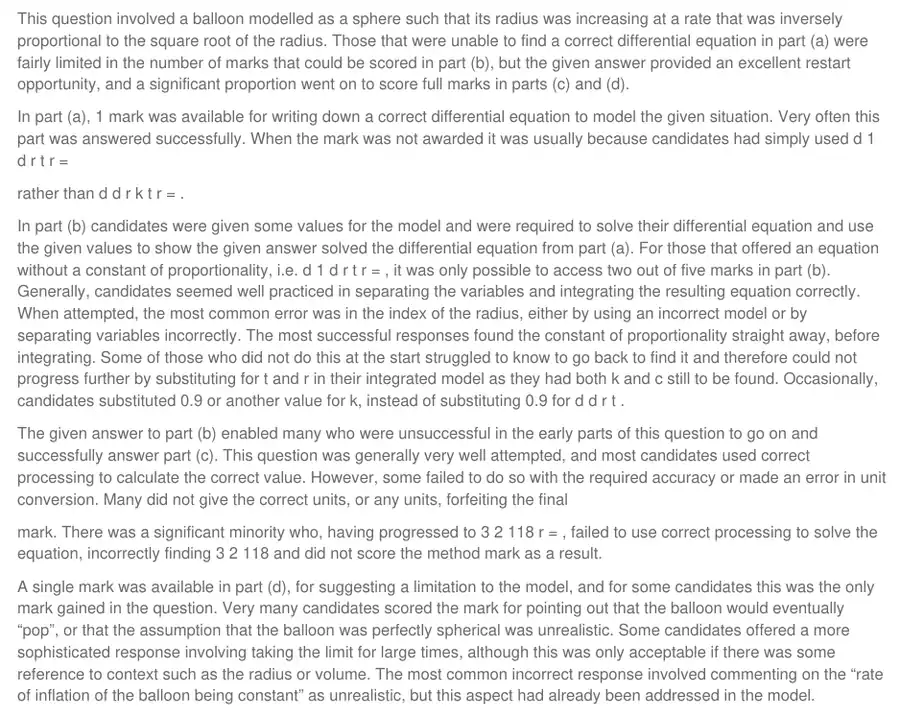 This question involved a balloon modelled as a sphere such that its radius was increasing at a rate that was inversely
proportional to the square root of the radius. Those that were unable to find a correct differential equation in part (a) were
fairly limited in the number of marks that could be scored in part (b), but the given answer provided an excellent restart
opportunity, and a significant proportion went on to score full marks in parts (c) and (d).
In part (a), 1 mark was available for writing down a correct differential equation to model the given situation. Very often this
part was answered successfully. When the mark was not awarded it was usually because candidates had simply used d 1
d r t r =
rather than d d r k t r = .
In part (b) candidates were given some values for the model and were required to solve their differential equation and use
the given values to show the given answer solved the differential equation from part (a). For those that offered an equation
without a constant of proportionality, i.e. d 1 d r t r = , it was only possible to access two out of five marks in part (b).
Generally, candidates seemed well practiced in separating the variables and integrating the resulting equation correctly.
When attempted, the most common error was in the index of the radius, either by using an incorrect model or by
separating variables incorrectly. The most successful responses found the constant of proportionality straight away, before
integrating. Some of those who did not do this at the start struggled to know to go back to find it and therefore could not
progress further by substituting for t and r in their integrated model as they had both k and c still to be found. Occasionally,
candidates substituted 0.9 or another value for k, instead of substituting 0.9 for d d r t .
The given answer to part (b) enabled many who were unsuccessful in the early parts of this question to go on and
successfully answer part (c). This question was generally very well attempted, and most candidates used correct
processing to calculate the correct value. However, some failed to do so with the required accuracy or made an error in unit
conversion. Many did not give the correct units, or any units, forfeiting the final
mark. There was a significant minority who, having progressed to 3 2 118 r = , failed to use correct processing to solve the
equation, incorrectly finding 3 2 118 and did not score the method mark as a result.
A single mark was available in part (d), for suggesting a limitation to the model, and for some candidates this was the only
mark gained in the question. Very many candidates scored the mark for pointing out that the balloon would eventually
“pop”, or that the assumption that the balloon was perfectly spherical was unrealistic. Some candidates offered a more
sophisticated response involving taking the limit for large times, although this was only acceptable if there was some
reference to context such as the radius or volume. The most common incorrect response involved commenting on the “rate
of inflation of the balloon being constant” as unrealistic, but this aspect had already been addressed in the model.